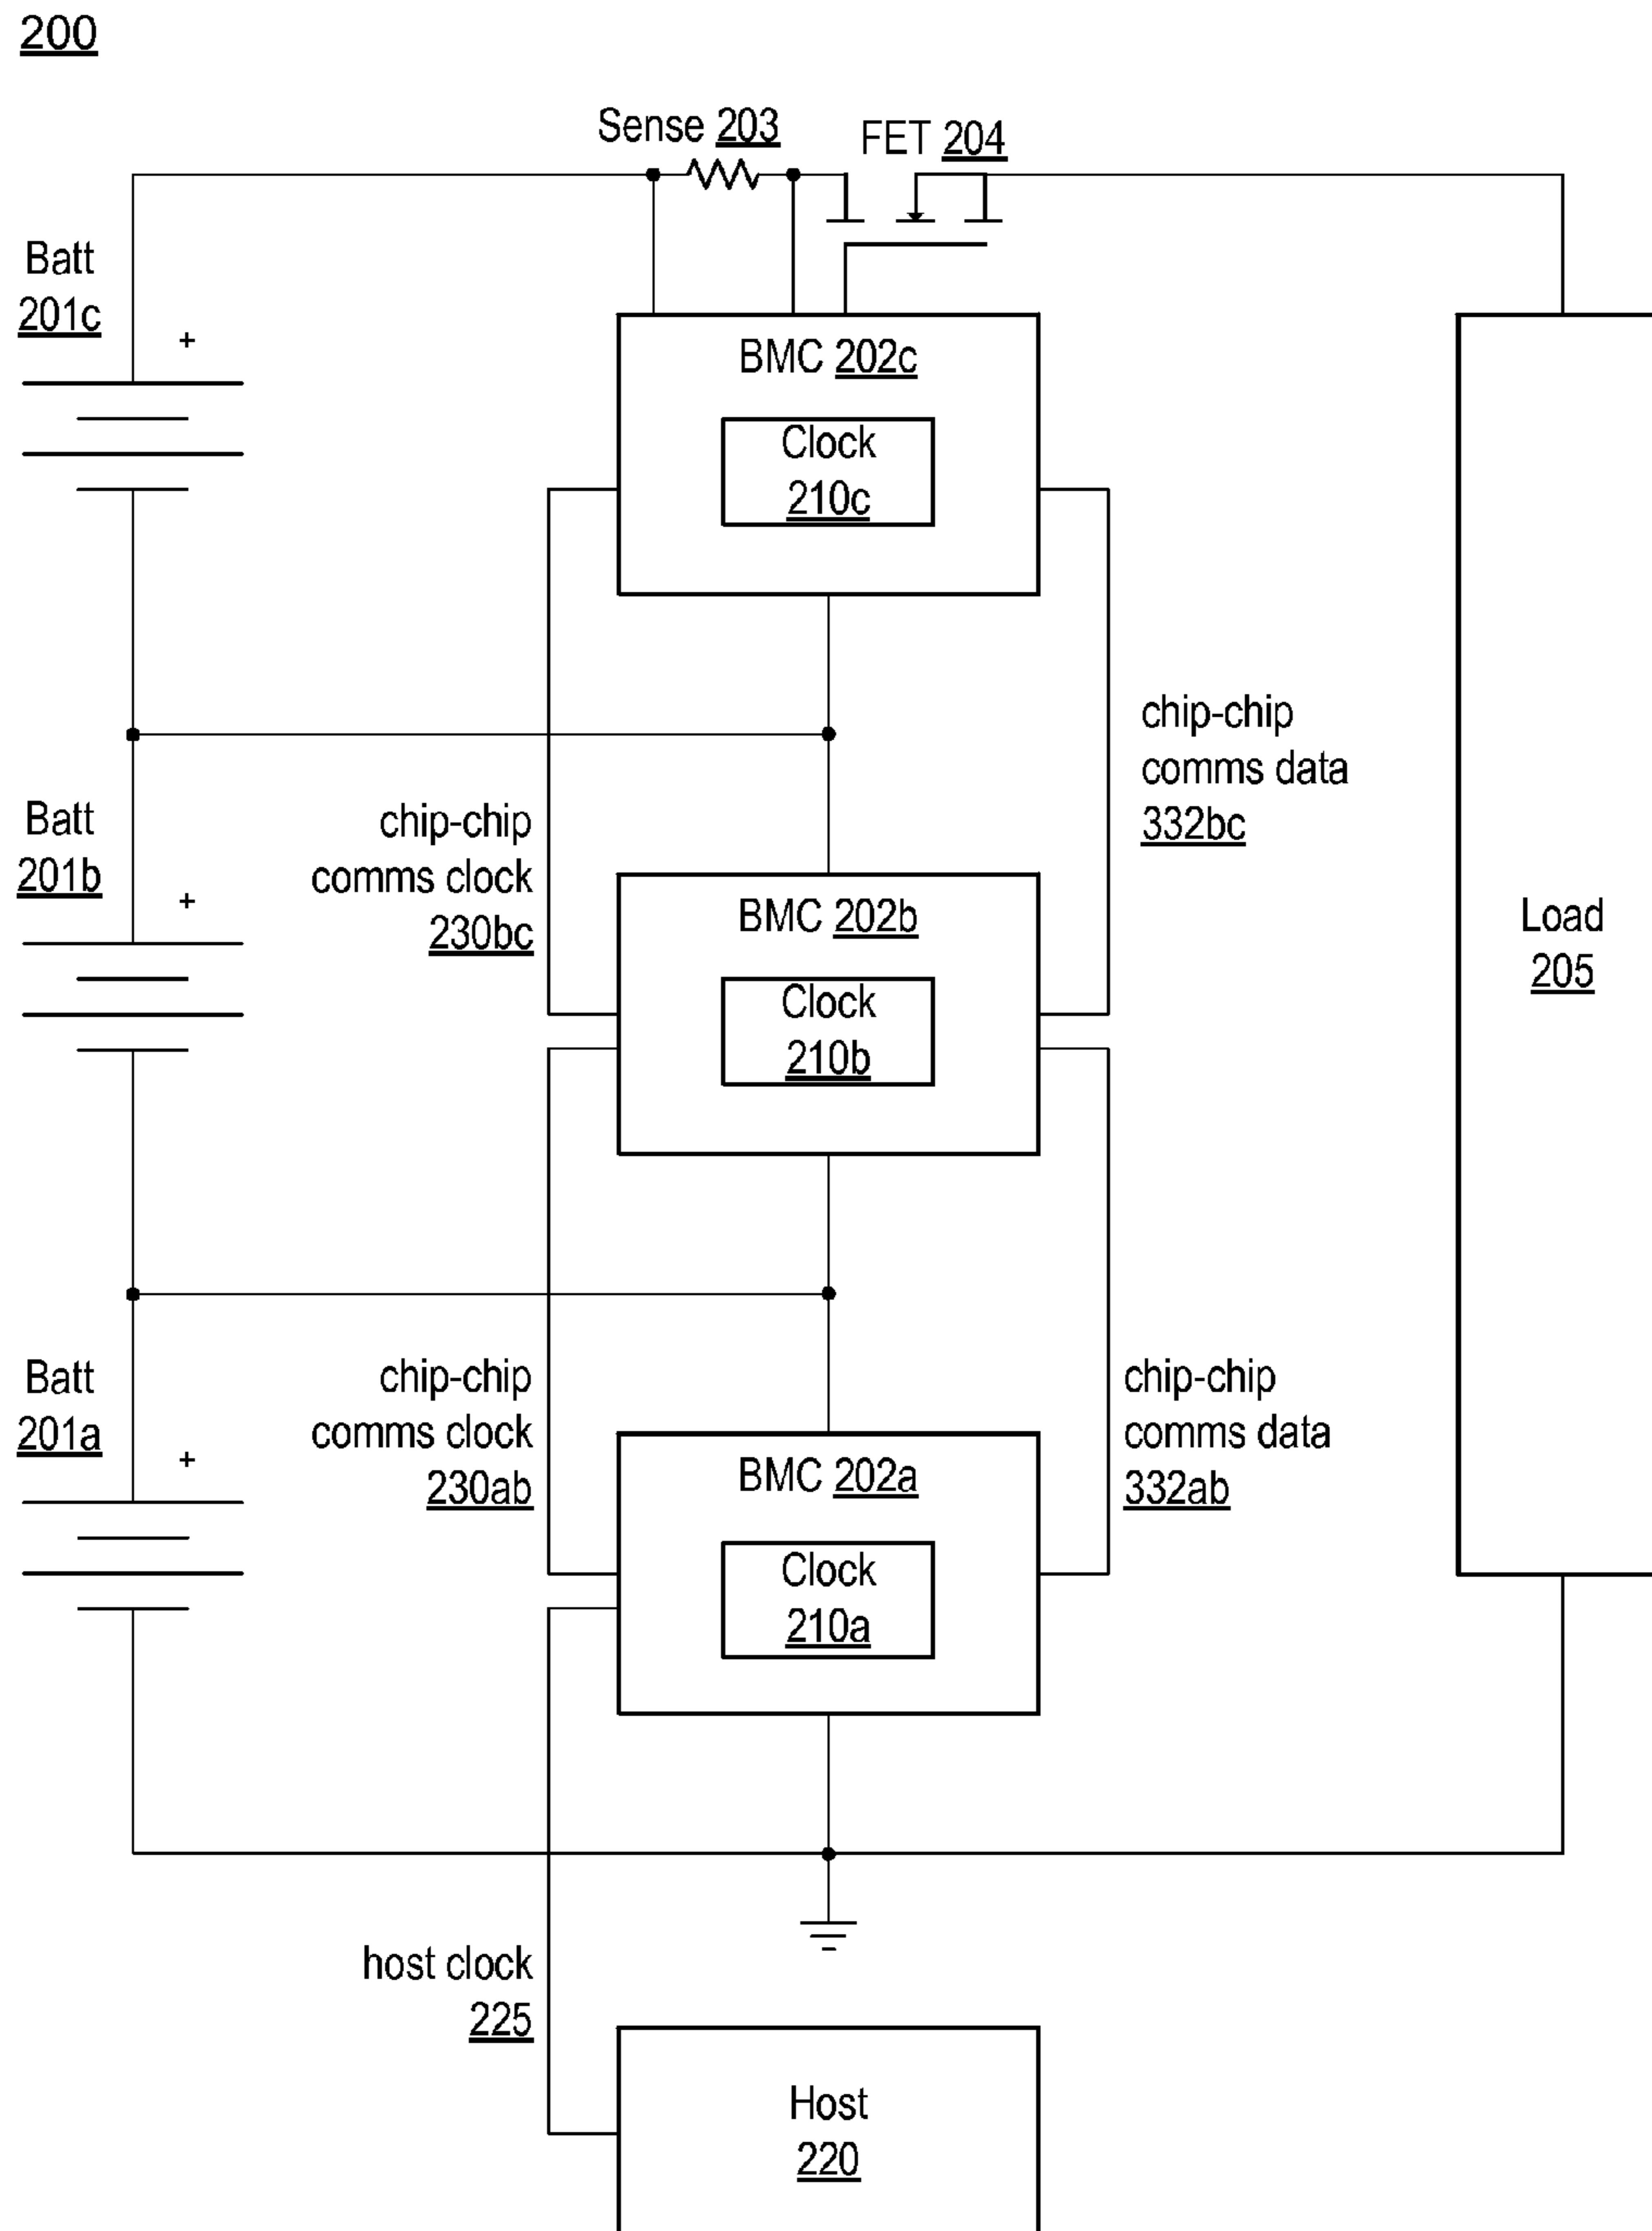 200
Sense 203
FET 204
Batt
201c
+
BMC 202c
Clock
210c
chip-chip
comms data
332bc
Batt
201b
+
chip-chip
comms clock
230bc
BMC 202b
Clock
210b
Load
205
Batt
201a
+
chip-chip
comms clock
230ab
BMC 202a
Clock
210a
chip-chip
comms data
332ab
host clock
225
Host
220